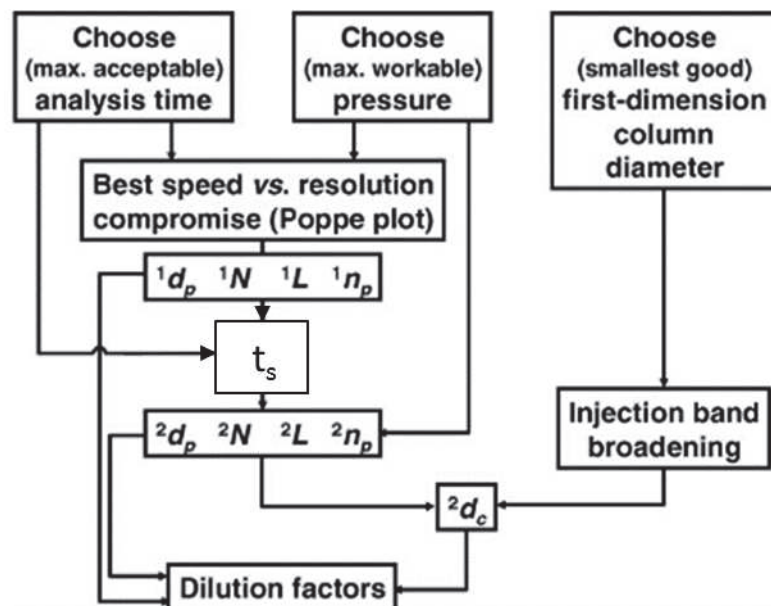 Choose
(max. acceptable)
analysis time
Choose
(max. workable)
pressure
Choose
(smallest good)
first-dimension
column
diameter
Best speed vs. resolution
compromise (Poppe plot)
¹dₚ ¹N ¹L ¹nₚ
tₛ
²dₚ ²N ²L ²nₚ
Injection band
broadening
²d꜀
Dilution factors